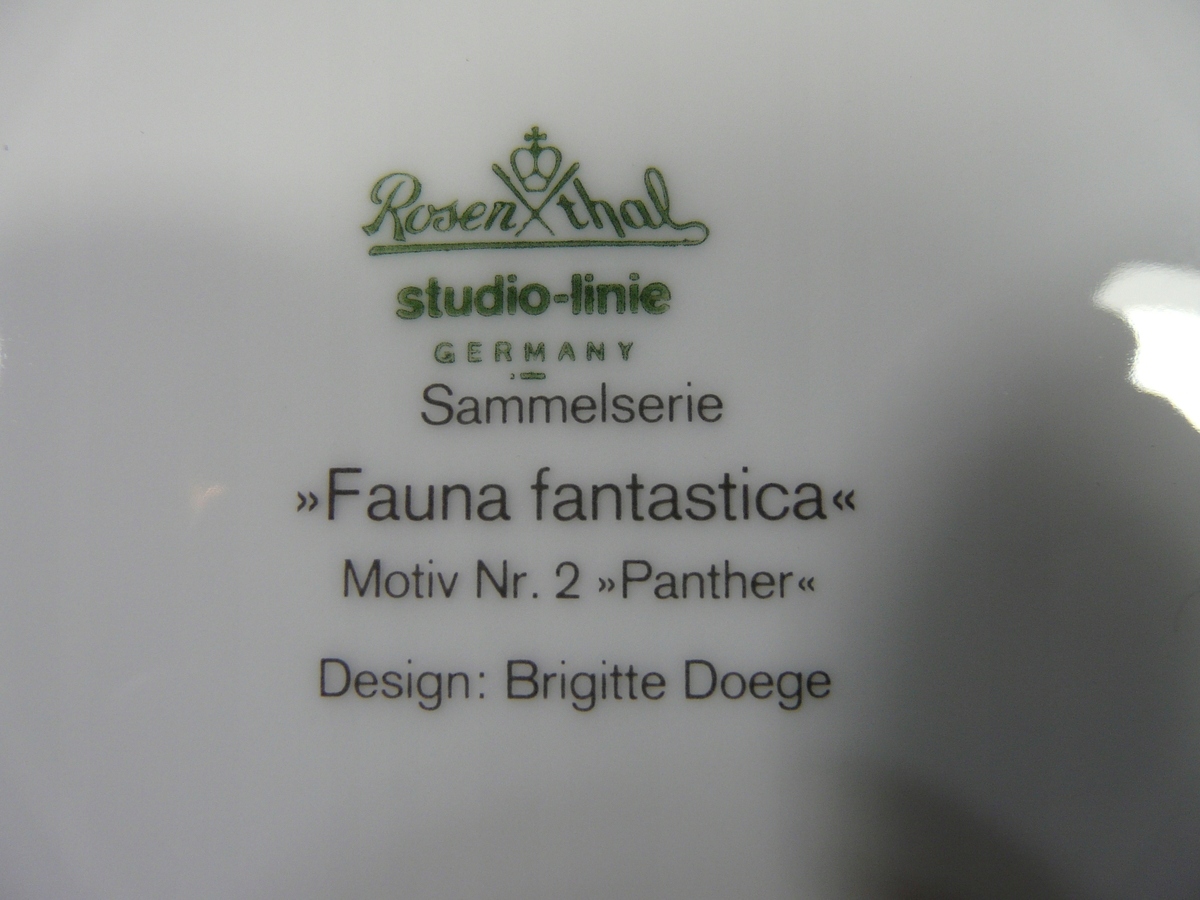 Rosenthal
studio-linie
GERMANY
Sammelserie
»Fauna fantastica«
Motiv Nr. 2 »Panther«
Design: Brigitte Doege